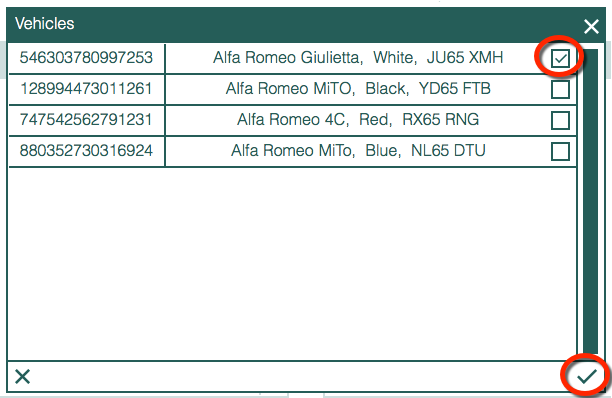 Vehicles
546303780997253 Alfa Romeo Giulietta, White, JU65 XMH
128994473011261 Alfa Romeo MiTO, Black, YD65 FTB
747542562791231 Alfa Romeo 4C, Red, RX65 RNG
880352730316924 Alfa Romeo MiTo, Blue, NL65 DTU